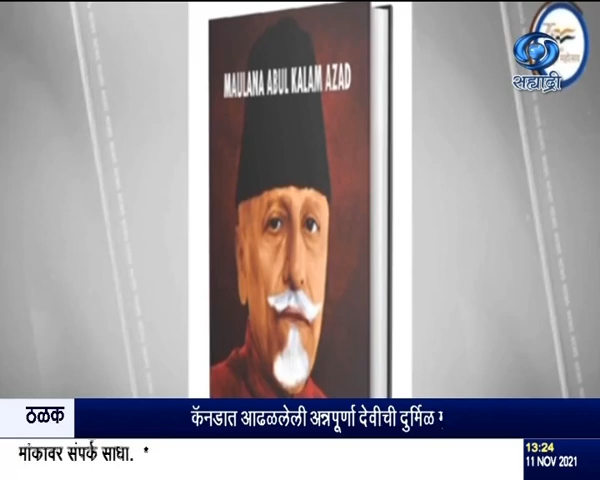 MAULANA ABUL KALAM AZAD
सह्याद्री
ठळक
कॅनडात आढळलेली अन्नपूर्णा देवीची दुर्मिळ
मांकावर संपर्क साधा. *
13:24
11 NOV 2021